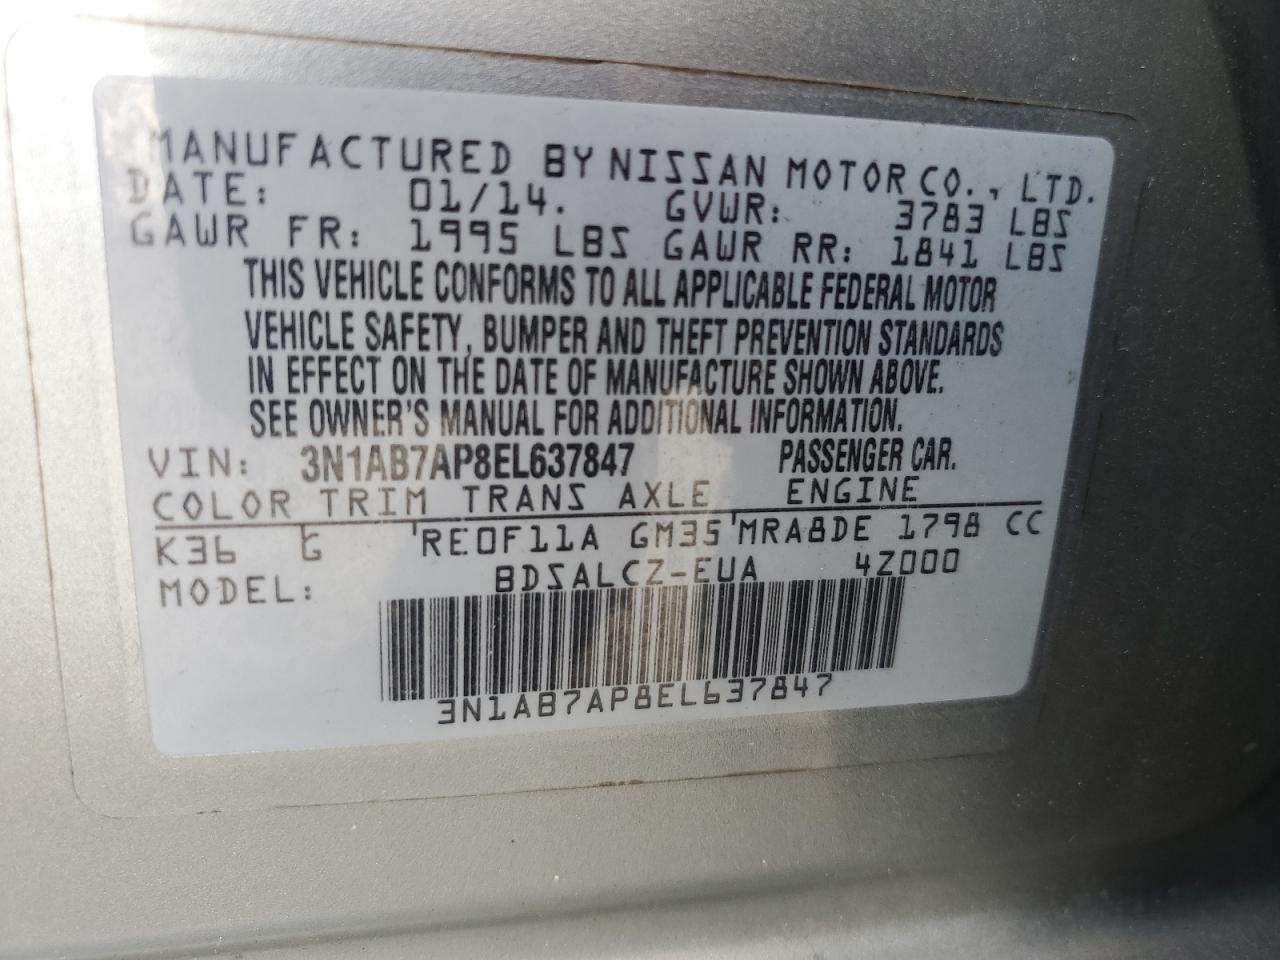 MANUFACTURED BY NISSAN MOTOR CO., LTD.
DATE: 01/14. GVWR: 3783 LBS
GAWR FR: 1995 LBS GAWR RR: 1841 LBS
THIS VEHICLE CONFORMS TO ALL APPLICABLE FEDERAL MOTOR
VEHICLE SAFETY, BUMPER AND THEFT PREVENTION STANDARDS
IN EFFECT ON THE DATE OF MANUFACTURE SHOWN ABOVE.
SEE OWNER'S MANUAL FOR ADDITIONAL INFORMATION.
VIN: 3N1AB7AP8EL637847 PASSENGER CAR.
COLOR TRIM TRANS AXLE ENGINE
K36 G RE0F11A GM35 MRA8DE 1798 CC
MODEL: BDSALCZ-EUA 4Z000
3N1AB7AP8EL637847